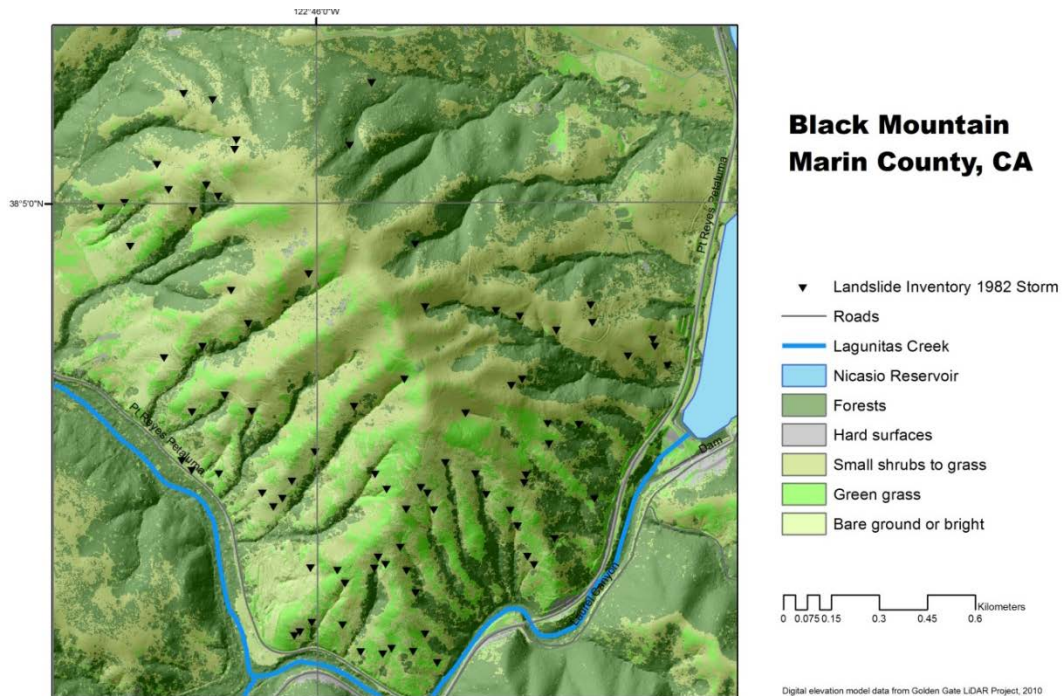 122°46'0"W
Black Mountain
Marin County, CA
38°5'0"N
Pt Reyes Petaluma
Landslide Inventory 1982 Storm
Roads
Lagunitas Creek
Nicasio Reservoir
Forests
Hard surfaces
Small shrubs to grass
Green grass
Bare ground or bright
Pt Reyes Petaluma
Dam
Laurel Canyon
Kilometers
0 0.075 0.15 0.3 0.45 0.6
Digital elevation model data from Golden Gate LiDAR Project, 2010